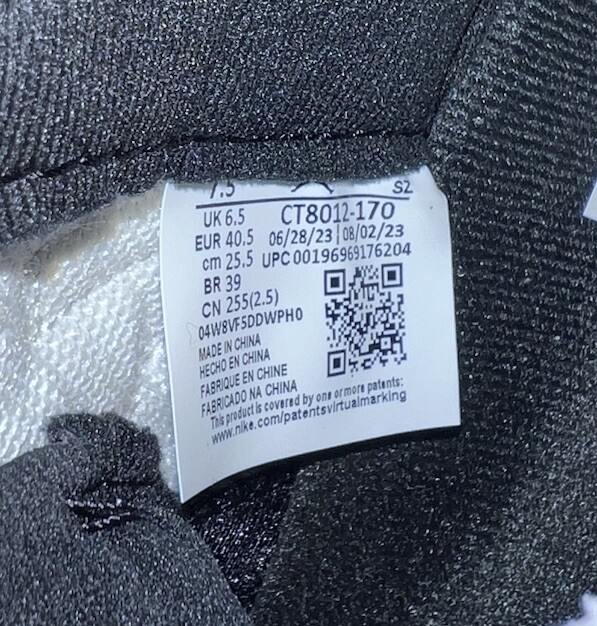 7.5 S2
UK 6.5 CT8012-170
EUR 40.5 06/28/23 | 08/02/23
cm 25.5 UPC 00196969176204
BR 39
CN 255(2.5)
04W8VF5DDWPH0
MADE IN CHINA
HECHO EN CHINA
FABRIQUE EN CHINE
FABRICADO NA CHINA
This product is covered by one or more patents:
www.nike.com/patentsvirtualmarking